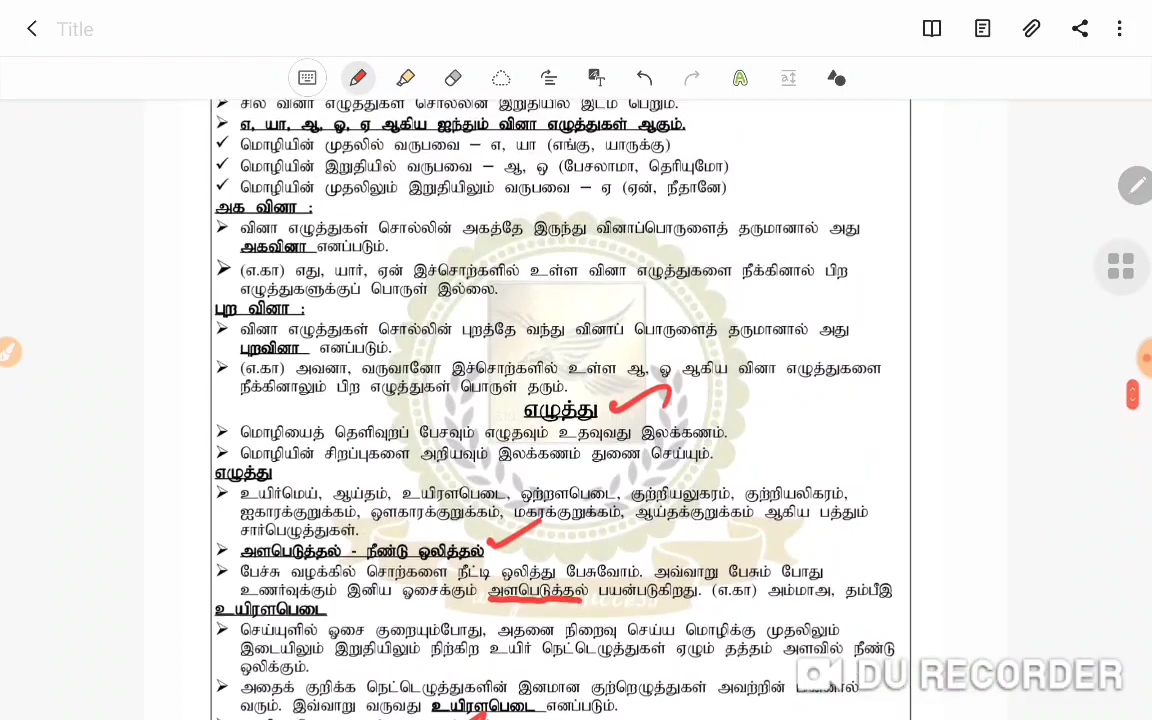 Title
➢ சில வினா எழுத்துகள் சொல்லின் இறுதியில் இடம் பெறும்.
➢ எ, யா, ஆ, ஓ, ஏ ஆகிய ஐந்தும் வினா எழுத்துகள் ஆகும்.
✓ மொழியின் முதலில் வருபவை – எ, யா (எங்கு, யாருக்கு)
✓ மொழியின் இறுதியில் வருபவை – ஆ, ஒ (பேசலாமா, தெரியுமோ)
✓ மொழியின் முதலிலும் இறுதியிலும் வருபவை – ஏ (ஏன், நீதானே)
அக வினா :
➢ வினா எழுத்துகள் சொல்லின் அகத்தே இருந்து வினாப்பொருளைத் தருமானால் அது
அகவினா எனப்படும்.
➢ (எ.கா) எது, யார், ஏன் இச்சொற்களில் உள்ள வினா எழுத்துகளை நீக்கினால் பிற
எழுத்துகளுக்குப் பொருள் இல்லை.
புற வினா :
➢ வினா எழுத்துகள் சொல்லின் புறத்தே வந்து வினாப் பொருளைத் தருமானால் அது
புறவினா எனப்படும்.
➢ (எ.கா) அவனா, வருவானோ இச்சொற்களில் உள்ள ஆ, ஓ ஆகிய வினா எழுத்துகளை
நீக்கினாலும் பிற எழுத்துகள் பொருள் தரும்.
எழுத்து
➢ மொழியைத் தெளிவுறப் பேசவும் எழுதவும் உதவுவது இலக்கணம்.
➢ மொழியின் சிறப்புகளை அறியவும் இலக்கணம் துணை செய்யும்.
எழுத்து
➢ உயிர்மெய், ஆய்தம், உயிரளபெடை, ஒற்றளபெடை, குற்றியலுகரம், குற்றியலிகரம்,
ஐகாரக்குறுக்கம், ஔகாரக்குறுக்கம், மகரக்குறுக்கம், ஆய்தக்குறுக்கம் ஆகிய பத்தும்
சார்பெழுத்துகள்.
➢ அளபெடுத்தல் - நீண்டு ஒலித்தல்
➢ பேச்சு வழக்கில் சொற்களை நீட்டி ஒலித்து பேசுவோம். அவ்வாறு பேசும் போது
உணர்வுக்கும் இனிய ஓசைக்கும் அளபெடுத்தல் பயன்படுகிறது. (எ.கா) அம்மாஅ, தம்பீஇ
உயிரளபெடை
➢ செய்யுளில் ஓசை குறையும்போது, அதனை நிறைவு செய்ய மொழிக்கு முதலிலும்
இடையிலும் இறுதியிலும் நிற்கிற உயிர் நெட்டெழுத்துகள் ஏழும் தத்தம் அளவில் நீண்டு
ஒலிக்கும்.
➢ அதைக் குறிக்க நெட்டெழுத்துகளின் இனமான குற்றெழுத்துகள் அவற்றின்
வரும். இவ்வாறு வருவது உயிரளபெடை எனப்படும்.
DU RECORDER